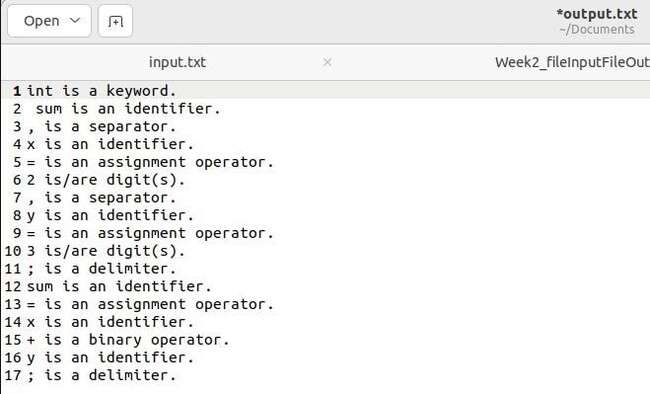 Open
*output.txt
~/Documents
input.txt × Week2_fileInputFileOut
1 int is a keyword.
2  sum is an identifier.
3 , is a separator.
4 x is an identifier.
5 = is an assignment operator.
6 2 is/are digit(s).
7 , is a separator.
8 y is an identifier.
9 = is an assignment operator.
10 3 is/are digit(s).
11 ; is a delimiter.
12 sum is an identifier.
13 = is an assignment operator.
14 x is an identifier.
15 + is a binary operator.
16 y is an identifier.
17 ; is a delimiter.